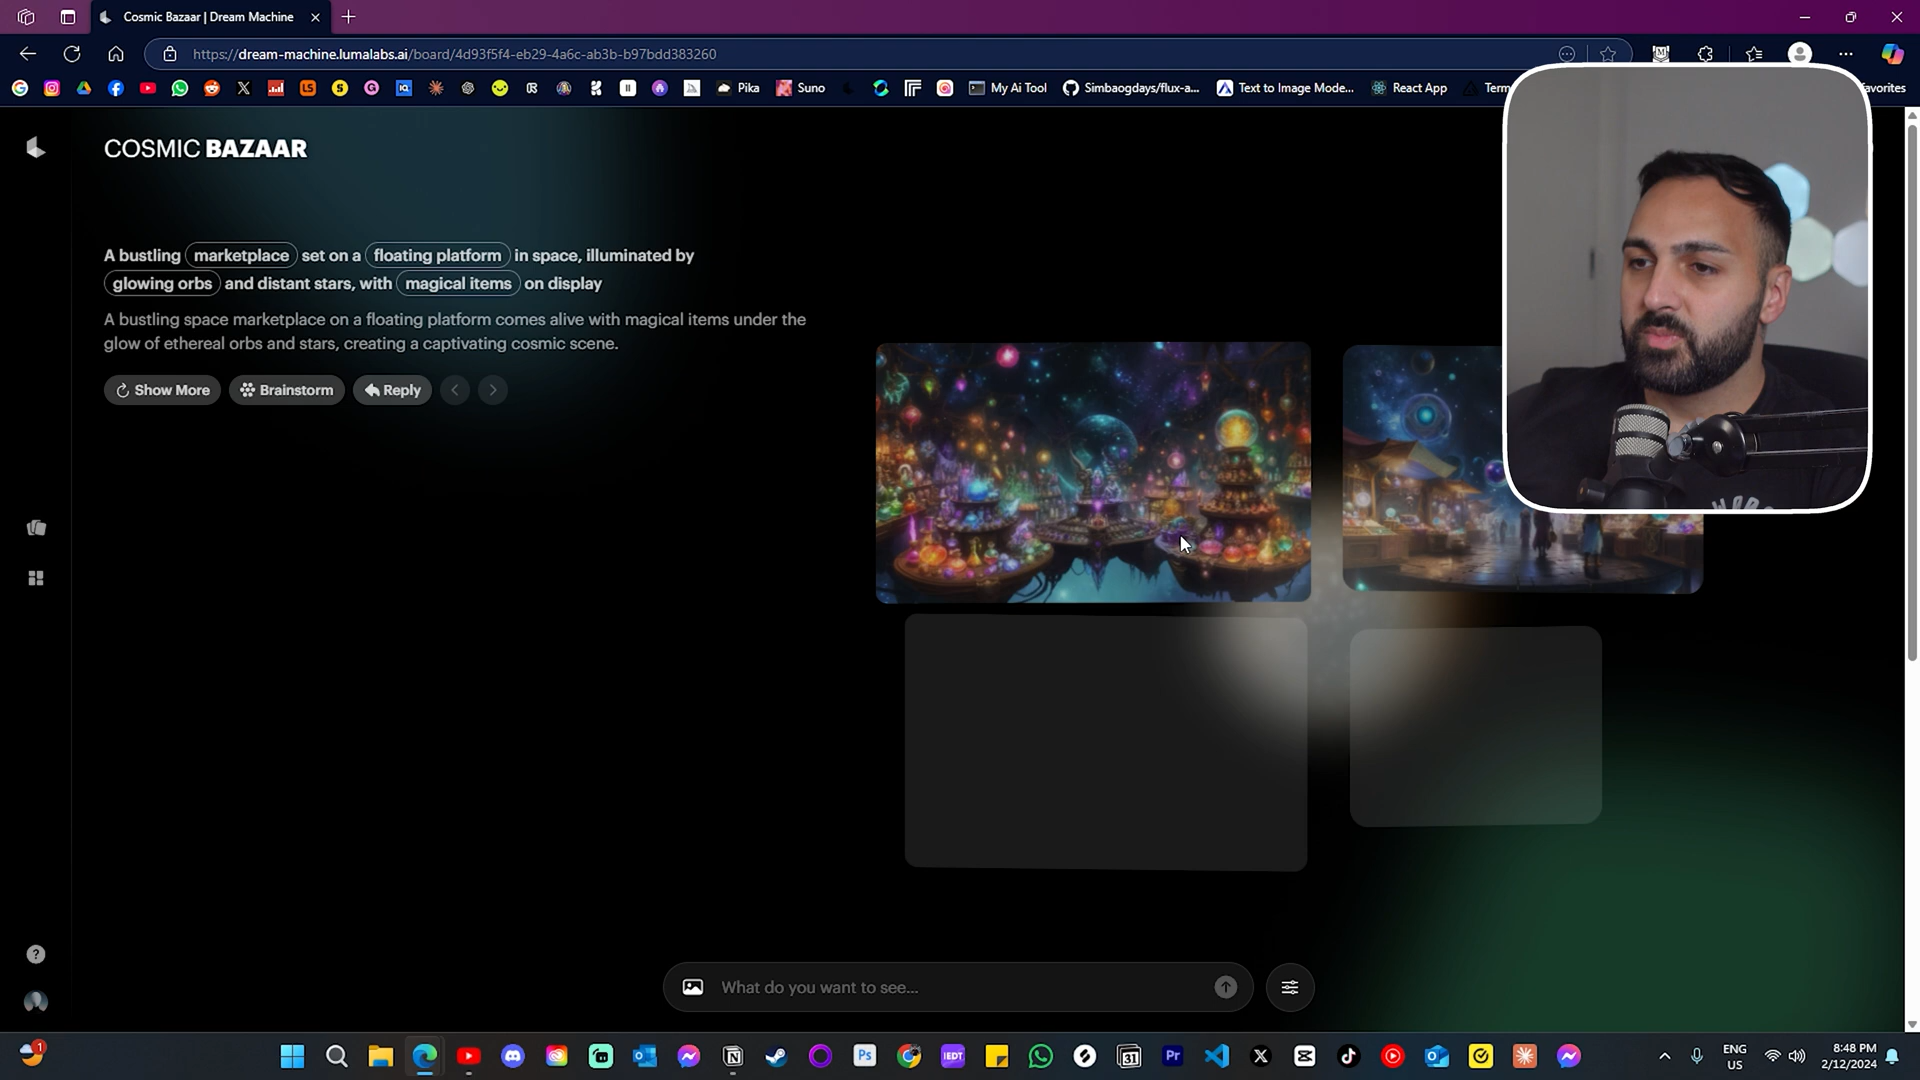 Cosmic Bazaar | Dream Machine
https://dream-machine.lumalabs.ai/board/4d93f5f4-eb29-4a6c-ab3b-b97bdd383260
Pika
Suno
My Ai Tool
Simbaogdays/flux-a...
Text to Image Mode...
React App
Term
avorites
COSMIC BAZAAR
A bustling marketplace set on a floating platform in space, illuminated by
glowing orbs and distant stars, with magical items on display
A bustling space marketplace on a floating platform comes alive with magical items under the
glow of ethereal orbs and stars, creating a captivating cosmic scene.
Show More
Brainstorm
Reply
What do you want to see...
ENG
US
8:48 PM
2/12/2024